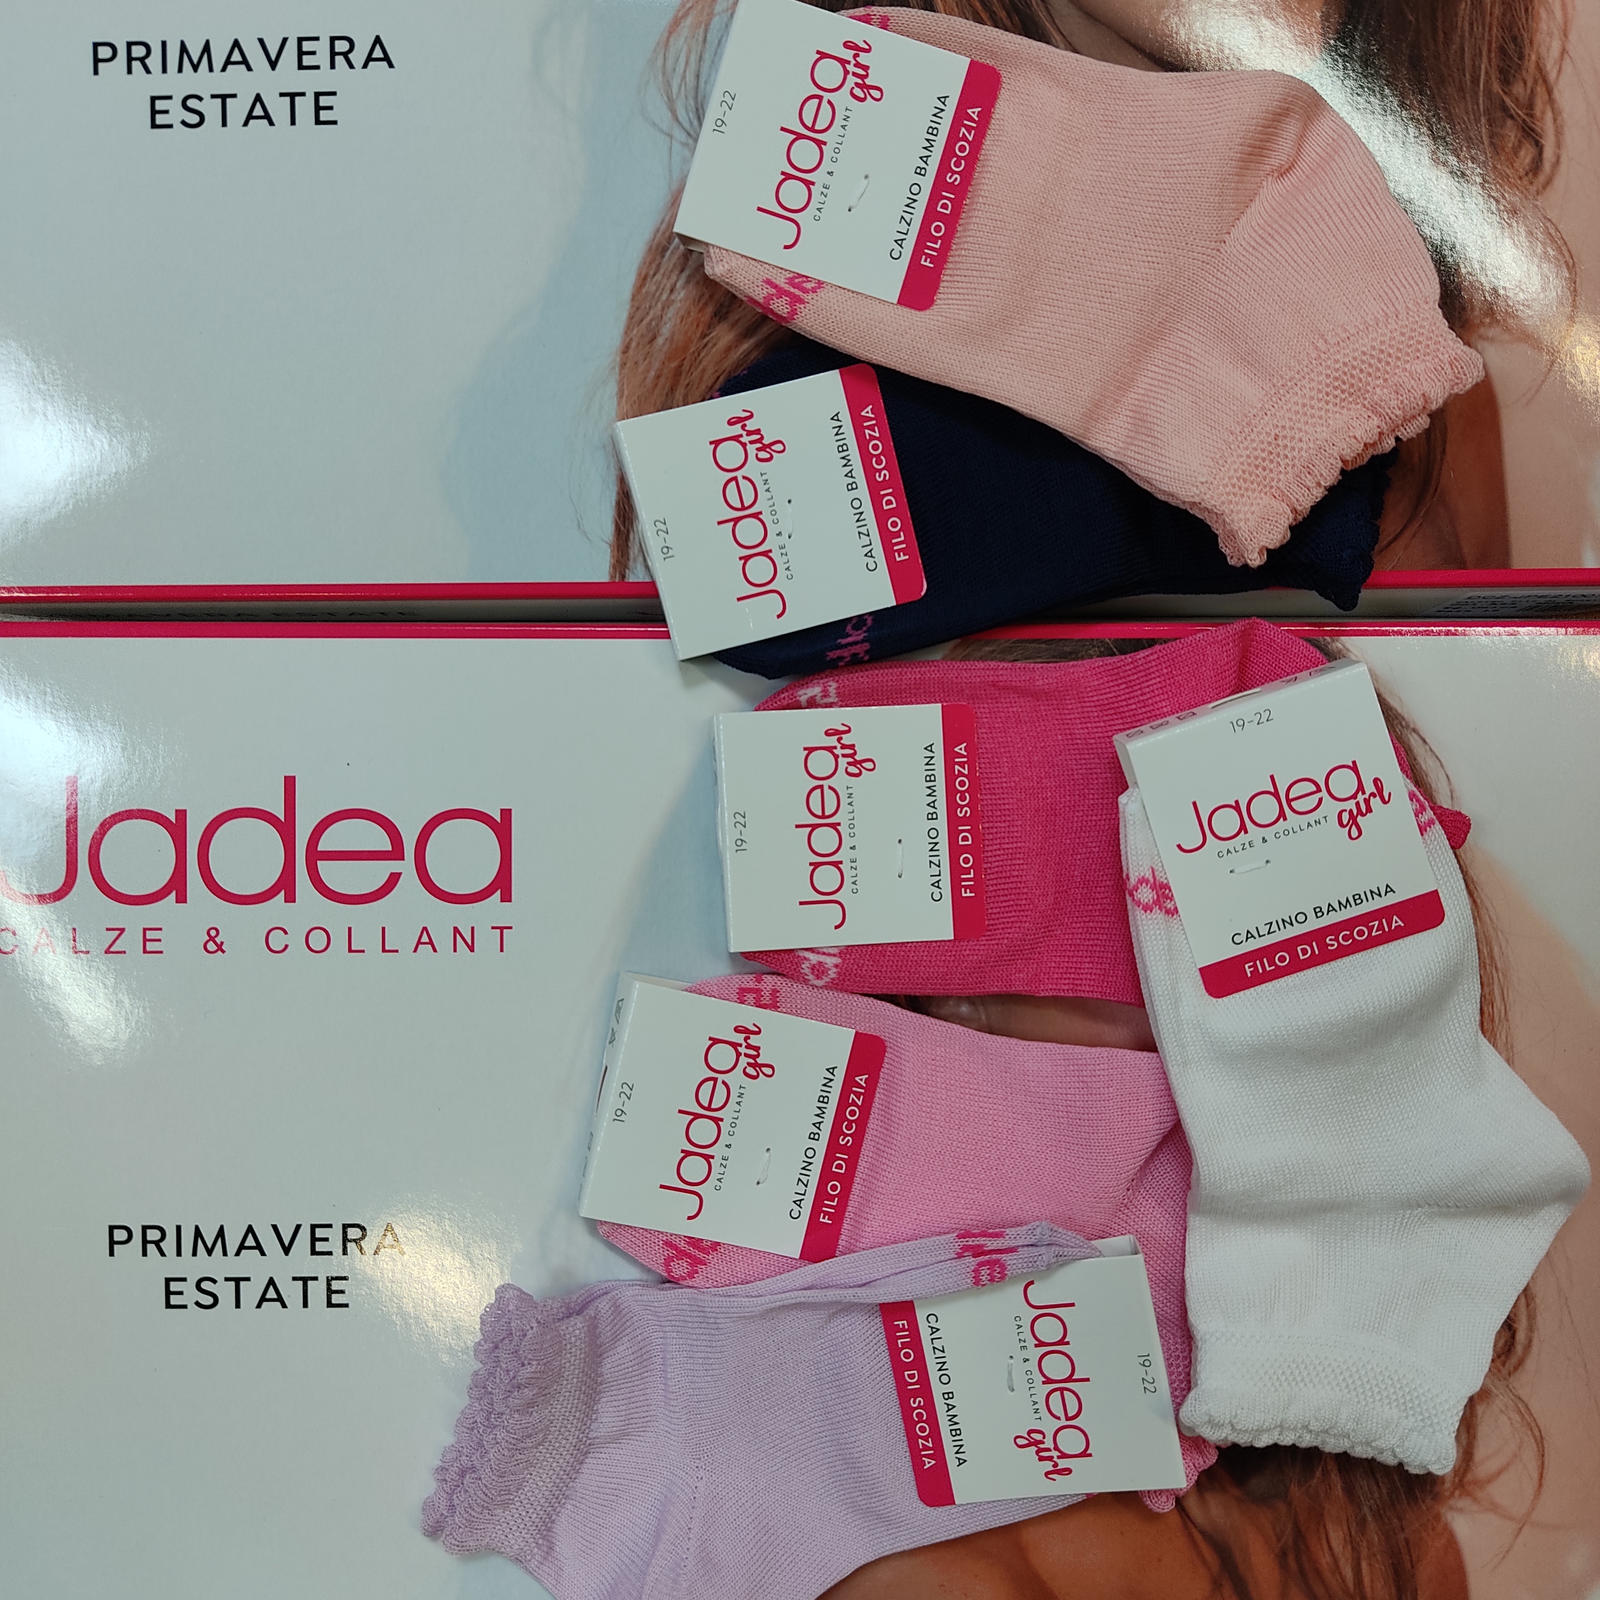 PRIMAVERA
ESTATE
19-22
Jadea
girl
CALZE & COLLANT
CALZINO BAMBINA
FILO DI SCOZIA
19-22
Jadea
girl
CALZE & COLLANT
CALZINO BAMBINA
FILO DI SCOZIA
PRIMAVERA ESTATE
Jadea
CALZE & COLLANT
19-22
Jadea
girl
CALZE & COLLANT
CALZINO BAMBINA
FILO DI SCOZIA
19-22
Jadea
girl
CALZE & COLLANT
CALZINO BAMBINA
FILO DI SCOZIA
19-22
Jadea
girl
CALZE & COLLANT
CALZINO BAMBINA
FILO DI SCOZIA
PRIMAVERA
ESTATE
19-22
Jadea
girl
CALZE & COLLANT
CALZINO BAMBINA
FILO DI SCOZIA